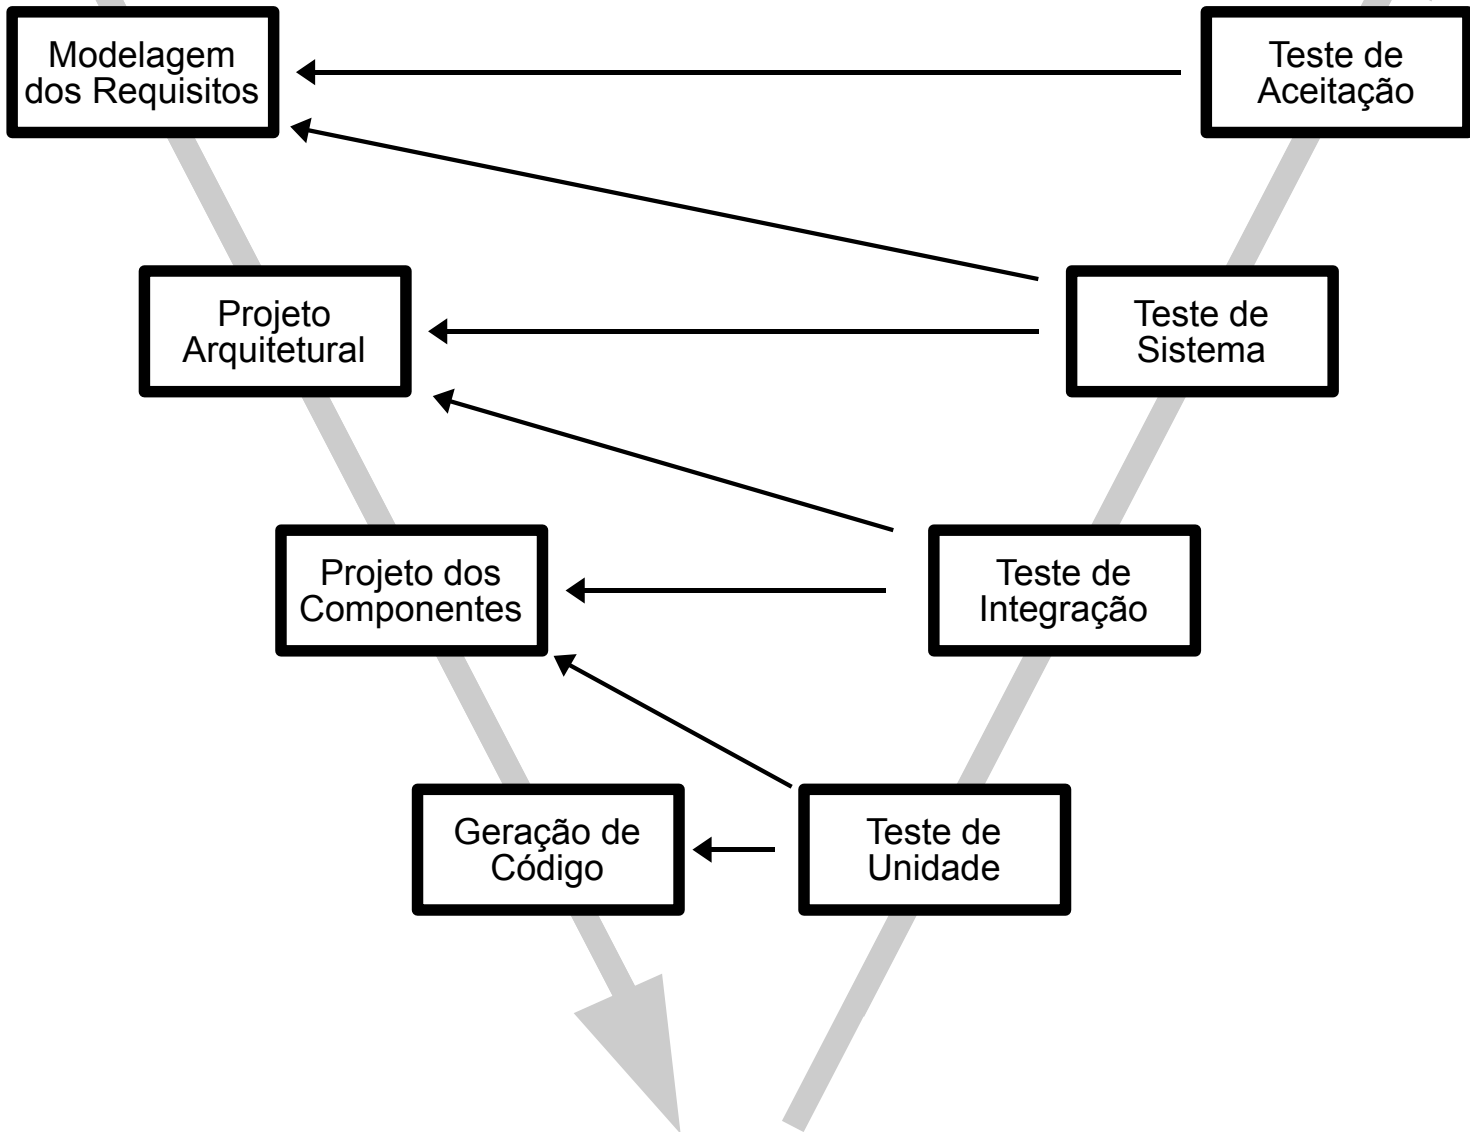 Modelagem
dos Requisitos
Teste de
Aceitação
Projeto
Arquitetural
Teste de
Sistema
Projeto dos
Componentes
Teste de
Integração
Geração de
Código
Teste de
Unidade